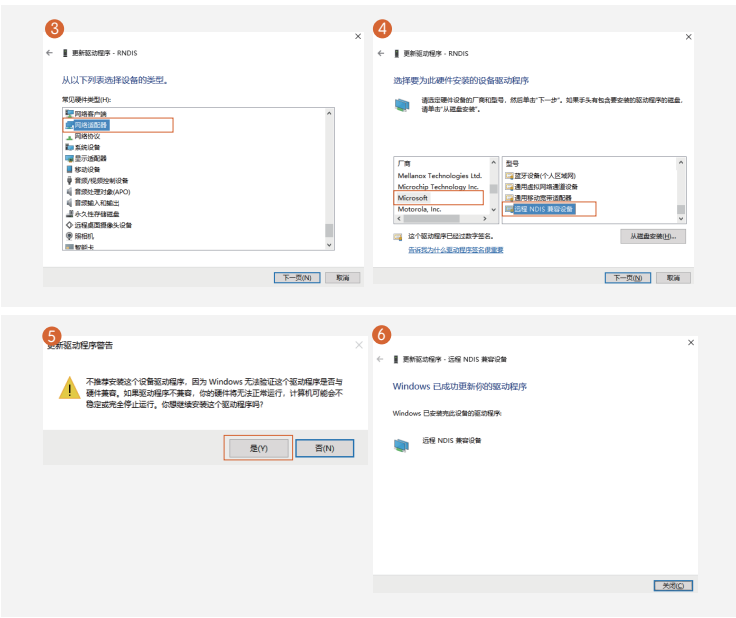 3
更新驱动程序 - RNDIS
从以下列表选择设备的类型。
常见硬件类型(H):
网络客户端
网络适配器
网络协议
系统设备
显示适配器
移动设备
音频/视频控制设备
音频处理对象(APO)
音频输入和输出
永久性存储磁盘
远程桌面摄像头设备
照相机
智能卡
下一页(N)
取消
4
更新驱动程序 - RNDIS
选择要为此硬件安装的设备驱动程序
请选定硬件设备的厂商和型号，然后单击“下一步”。如果手头有包含要安装的驱动程序的磁盘，
请单击“从磁盘安装”。
厂商
Mellanox Technologies Ltd.
Microchip Technology Inc.
Microsoft
Motorola, Inc.
型号
蓝牙设备(个人区域网)
通用虚拟网络通道设备
通用移动宽带适配器
远程 NDIS 兼容设备
这个驱动程序已经过数字签名。
告诉我为什么驱动程序签名很重要
从磁盘安装(H)...
下一页(N)
取消
5
更新驱动程序警告
不推荐安装这个设备驱动程序，因为 Windows 无法验证这个驱动程序是否与
硬件兼容。如果驱动程序不兼容，你的硬件将无法正常运行，计算机可能会不
稳定或完全停止运行。你想继续安装这个驱动程序吗?
是(Y)
否(N)
6
更新驱动程序 - 远程 NDIS 兼容设备
Windows 已成功更新你的驱动程序
Windows 已安装完此设备的驱动程序:
远程 NDIS 兼容设备
关闭(C)